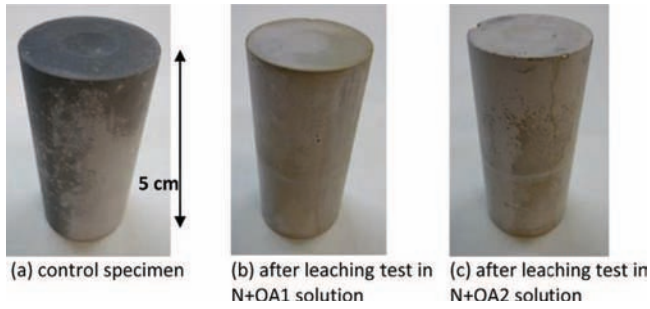 5 cm
(a) control specimen
(b) after leaching test in
N+OA1 solution
(c) after leaching test in
N+OA2 solution